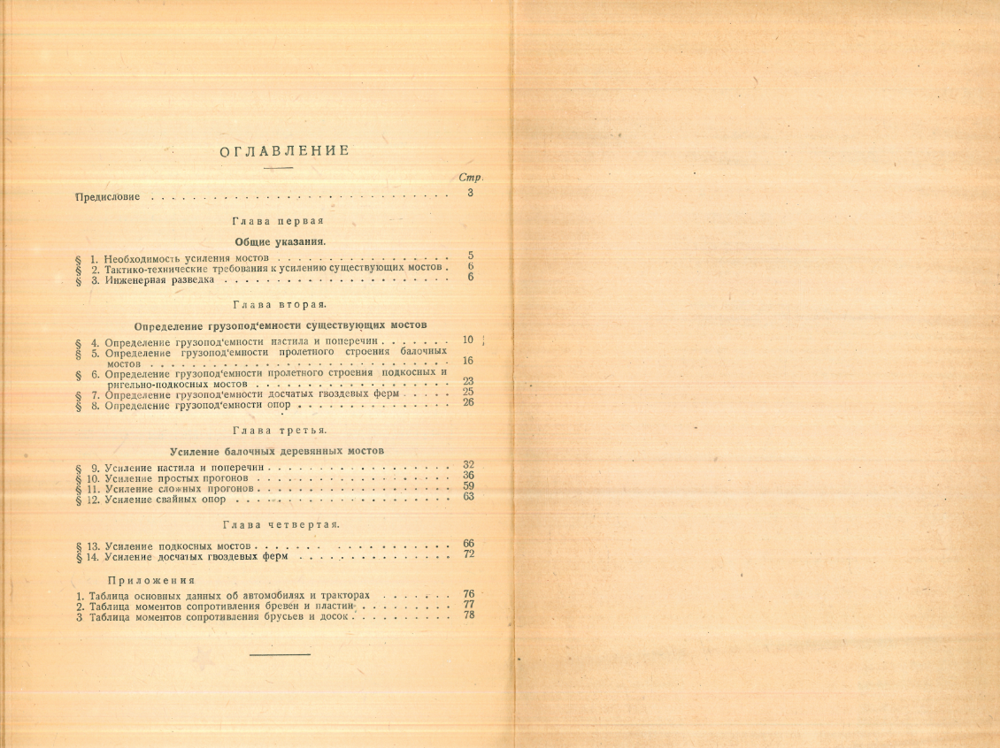 ОГЛАВЛЕНИЕ
Стр.
Предисловие . . . . . . . . . . . . . . . . . . . . . . . . . . . . 3
Глава первая
Общие указания.
§ 1. Необходимость усиления мостов . . . . . . . . . . . . . . . . . 5
§ 2. Тактико-технические требования к усилению существующих мостов . 6
§ 3. Инженерная разведка . . . . . . . . . . . . . . . . . . . . . . 6
Глава вторая.
Определение грузопод‘емности существующих мостов
§ 4. Определение грузопод‘емности настила и поперечин . . . . . . . 10
§ 5. Определение грузопод‘емности пролетного строения балочных
мостов . . . . . . . . . . . . . . . . . . . . . . . . . . . . 16
§ 6. Определение грузопод‘емности пролетного строения подкосных и
ригельно-подкосных мостов . . . . . . . . . . . . . . . . . . . 23
§ 7. Определение грузопод‘емности досчатых гвоздевых ферм . . . . . 25
§ 8. Определение грузопод‘емности опор . . . . . . . . . . . . . . . 26
Глава третья.
Усиление балочных деревянных мостов
§ 9. Усиление настила и поперечин . . . . . . . . . . . . . . . . . . 32
§ 10. Усиление простых прогонов . . . . . . . . . . . . . . . . . . . 36
§ 11. Усиление сложных прогонов . . . . . . . . . . . . . . . . . . . 59
§ 12. Усиление свайных опор . . . . . . . . . . . . . . . . . . . . . 63
Глава четвертая.
§ 13. Усиление подкосных мостов . . . . . . . . . . . . . . . . . . 66
§ 14. Усиление досчатых гвоздевых ферм . . . . . . . . . . . . . . . 72
Приложения
1. Таблица основных данных об автомобилях и тракторах . . . . . . . 76
2. Таблица моментов сопротивления бревен и пластин . . . . . . . . . 77
3 Таблица моментов сопротивления брусьев и досок . . . . . . . . . . 78